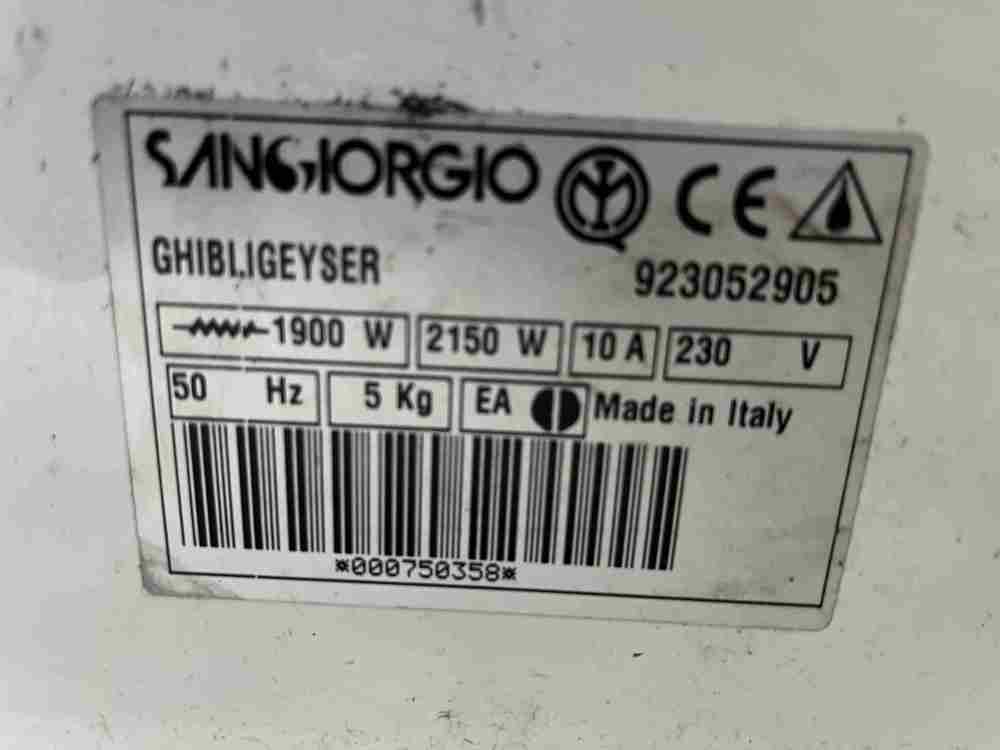 SANGIORGIO CE
GHIBLIGEYSER 923052905
1900 W 2150 W 10 A 230 V
50 Hz 5 Kg EA Made in Italy
*000750358*